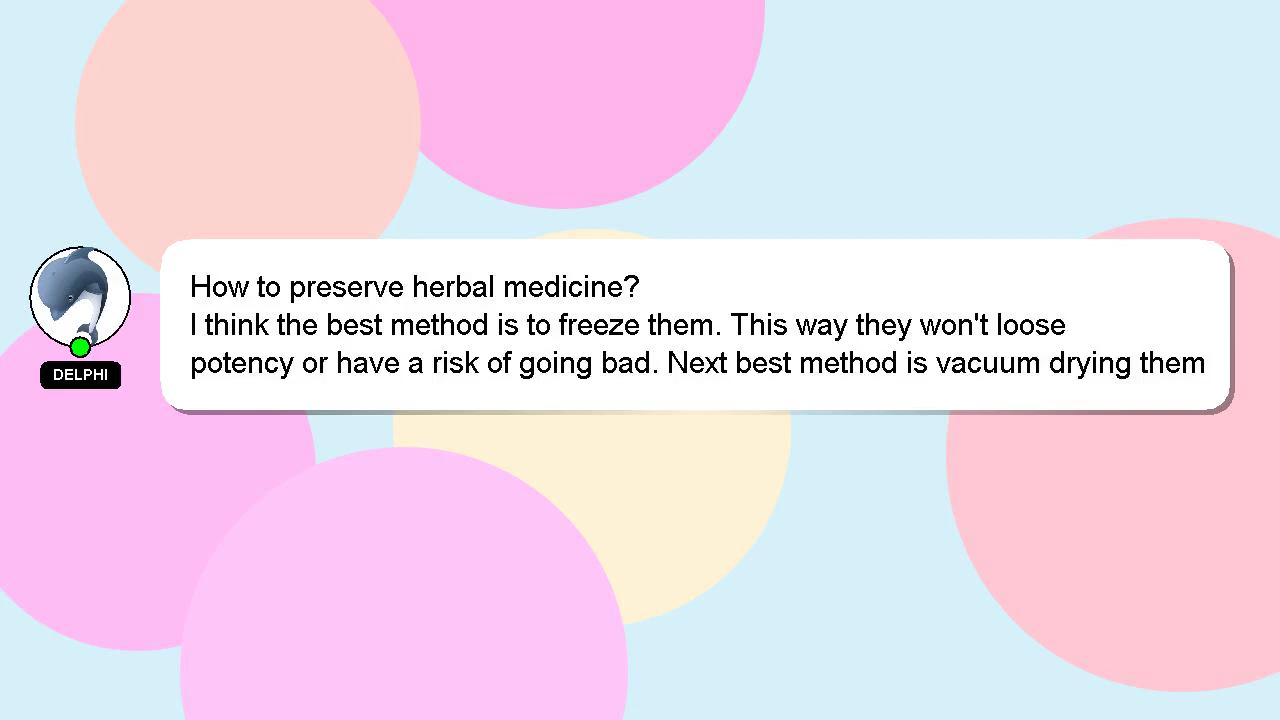 How to preserve herbal medicine?
I think the best method is to freeze them. This way they won't loose
potency or have a risk of going bad. Next best method is vacuum drying them
DELPHI